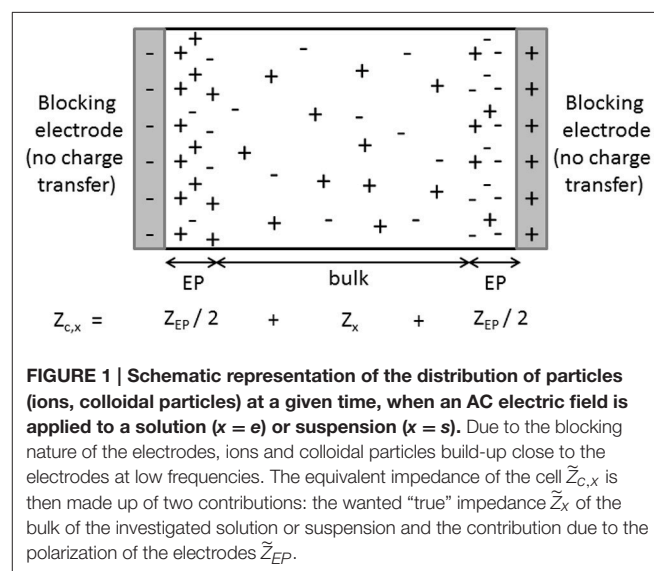 Blocking
electrode
(no charge
transfer)
Blocking
electrode
(no charge
transfer)
EP
bulk
EP
Z_c,x = Z_EP/2 + Z_x + Z_EP/2
FIGURE 1 | Schematic representation of the distribution of particles
(ions, colloidal particles) at a given time, when an AC electric field is
applied to a solution (x = e) or suspension (x = s). Due to the blocking
nature of the electrodes, ions and colloidal particles build-up close to the
electrodes at low frequencies. The equivalent impedance of the cell Z̃_c,x is
then made up of two contributions: the wanted “true” impedance Z̃_x of the
bulk of the investigated solution or suspension and the contribution due to the
polarization of the electrodes Z̃_EP.